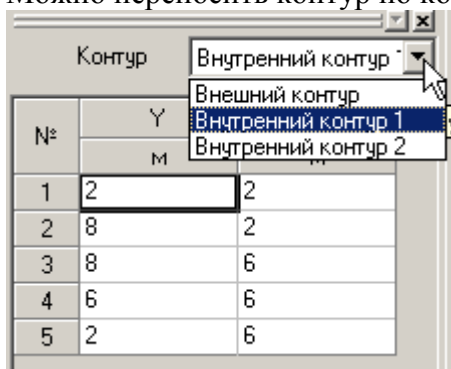 Контур Внутренний контур
Внешний контур
Внутренний контур 1
Внутренний контур 2
№ Y
м
1 2 2
2 8 2
3 8 6
4 6 6
5 2 6